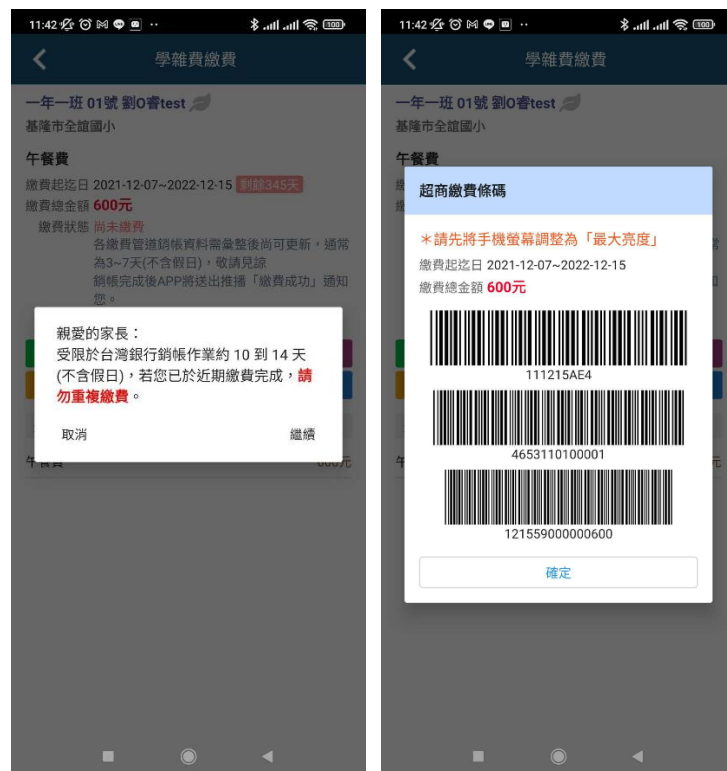 11:42
100
學雜費繳費
一年一班 01號 劉O睿test
基隆市全誼國小
午餐費
繳費起迄日 2021-12-07~2022-12-15 剩餘345天
繳費總金額 600元
繳費狀態 尚未繳費
各繳費管道銷帳資料需彙整後尚可更新，通常
為3~7天(不含假日)，敬請見諒
銷帳完成後APP將送出推播「繳費成功」通知
您。
親愛的家長：
受限於台灣銀行銷帳作業約 10 到 14 天
(不含假日)，若您已於近期繳費完成，請
勿重複繳費。
取消
繼續
11:42
100
學雜費繳費
一年一班 01號 劉O睿test
基隆市全誼國小
午餐費
超商繳費條碼
＊請先將手機螢幕調整為「最大亮度」
繳費起迄日 2021-12-07~2022-12-15
繳費總金額 600元
111215AE4
4653110100001
121559000000600
確定